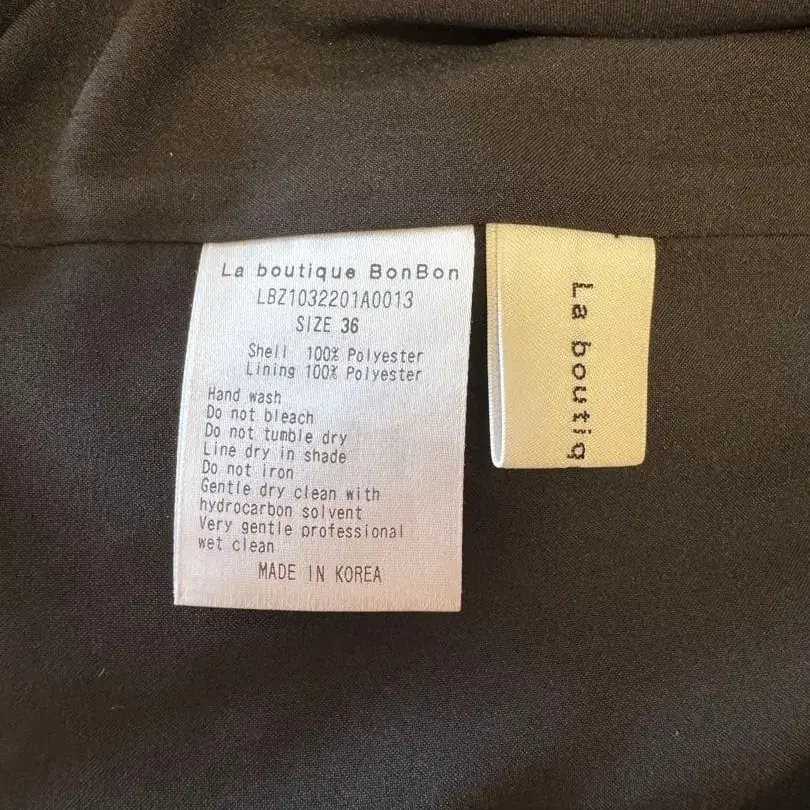 La boutique BonBon
LBZ1032201A0013
SIZE 36
Shell 100% Polyester
Lining 100% Polyester
Hand wash
Do not bleach
Do not tumble dry
Line dry in shade
Do not iron
Gentle dry clean with
hydrocarbon solvent
Very gentle professional
wet clean
MADE IN KOREA
La boutiq